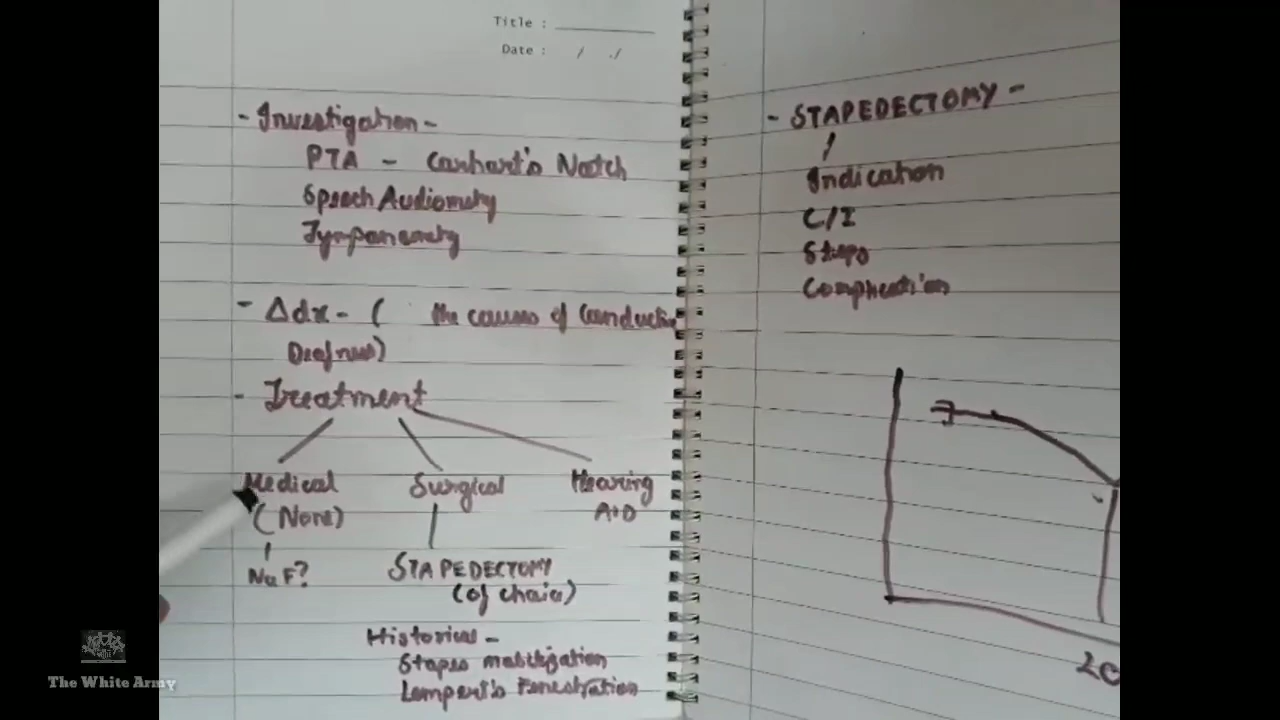 Title :
Date : / /
- Investigation -
PTA - Carhart's Notch
Speech Audiometry
Tympanometry
- Δdx - ( the causes of Conductive
Deafness)
- Treatment
Medical Surgical Hearing
(None) AID
NaF? STAPEDECTOMY
(of choice)
Historical -
Stapes mobilization
Lempert's Fenestration
- STAPEDECTOMY -
Indication
C/I
Steps
Complication
20
The White Army